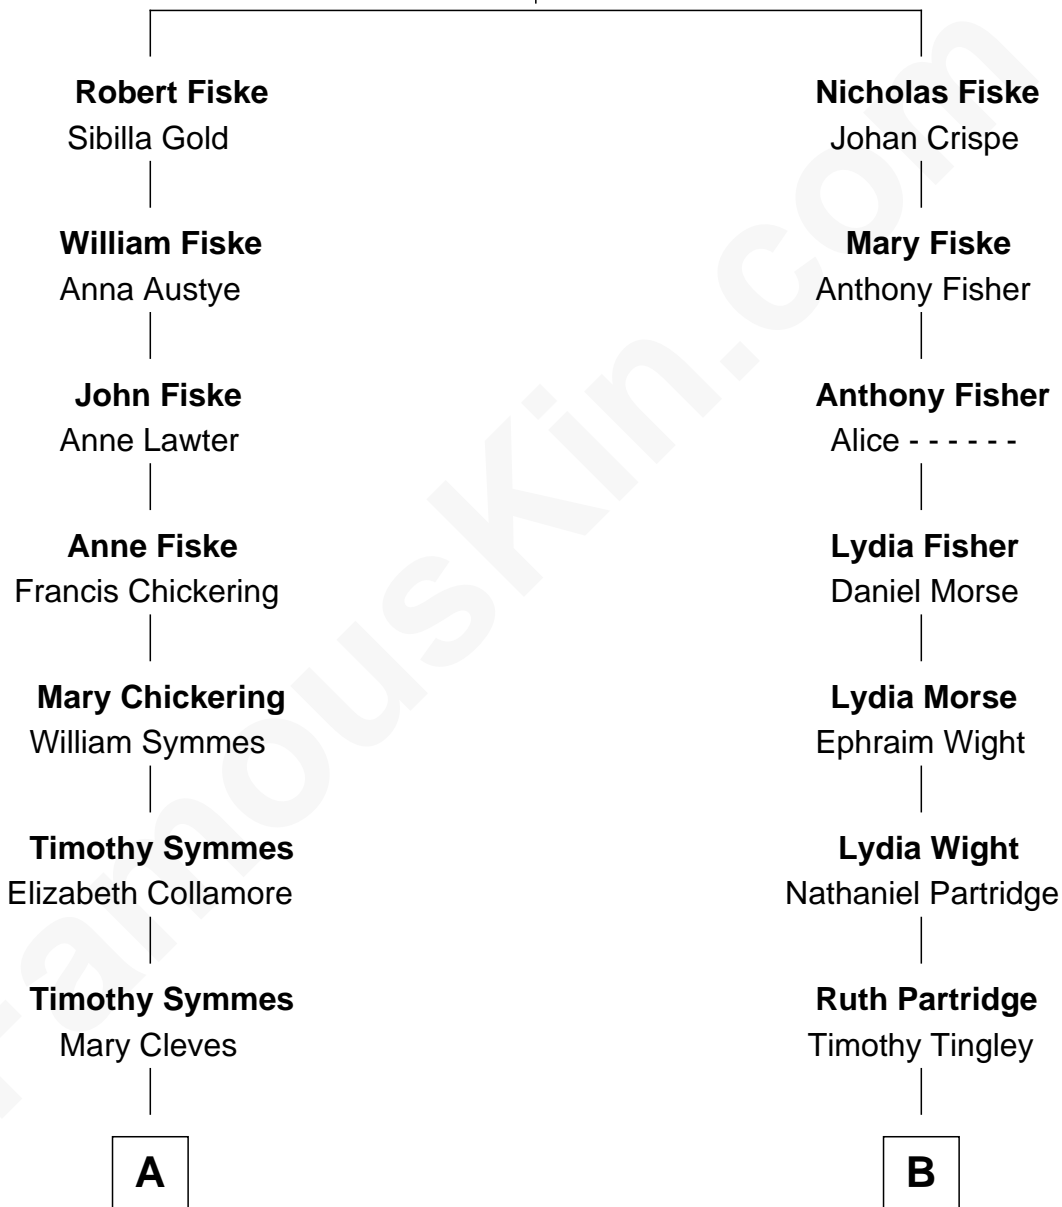 Robert Fiske
Sibilla Gold
William Fiske
Anna Austye
John Fiske
Anne Lawter
Anne Fiske
Francis Chickering
Mary Chickering
William Symmes
Timothy Symmes
Elizabeth Collamore
Timothy Symmes
Mary Cleves
A
Nicholas Fiske
Johan Crispe
Mary Fiske
Anthony Fisher
Anthony Fisher
Alice - - - - - -
Lydia Fisher
Daniel Morse
Lydia Morse
Ephraim Wight
Lydia Wight
Nathaniel Partridge
Ruth Partridge
Timothy Tingley
B
FamousKin.com